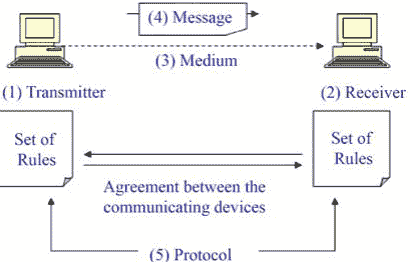 (4) Message
(3) Medium
(1) Transmitter
(2) Receiver
Set of
Rules
Set of
Rules
Agreement between the
communicating devices
(5) Protocol